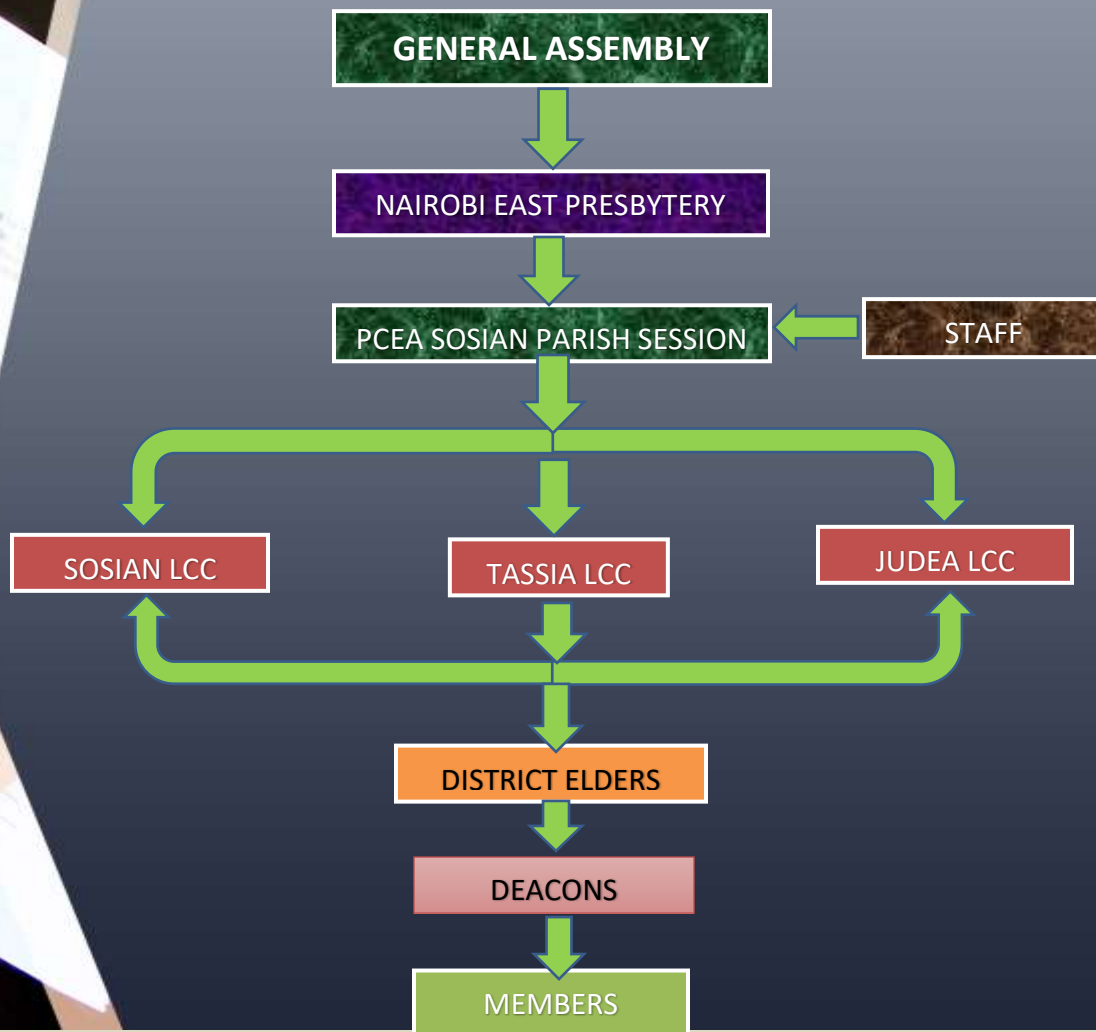 GENERAL ASSEMBLY
NAIROBI EAST PRESBYTERY
PCEA SOSIAN PARISH SESSION
STAFF
SOSIAN LCC
TASSIA LCC
JUDEA LCC
DISTRICT ELDERS
DEACONS
MEMBERS